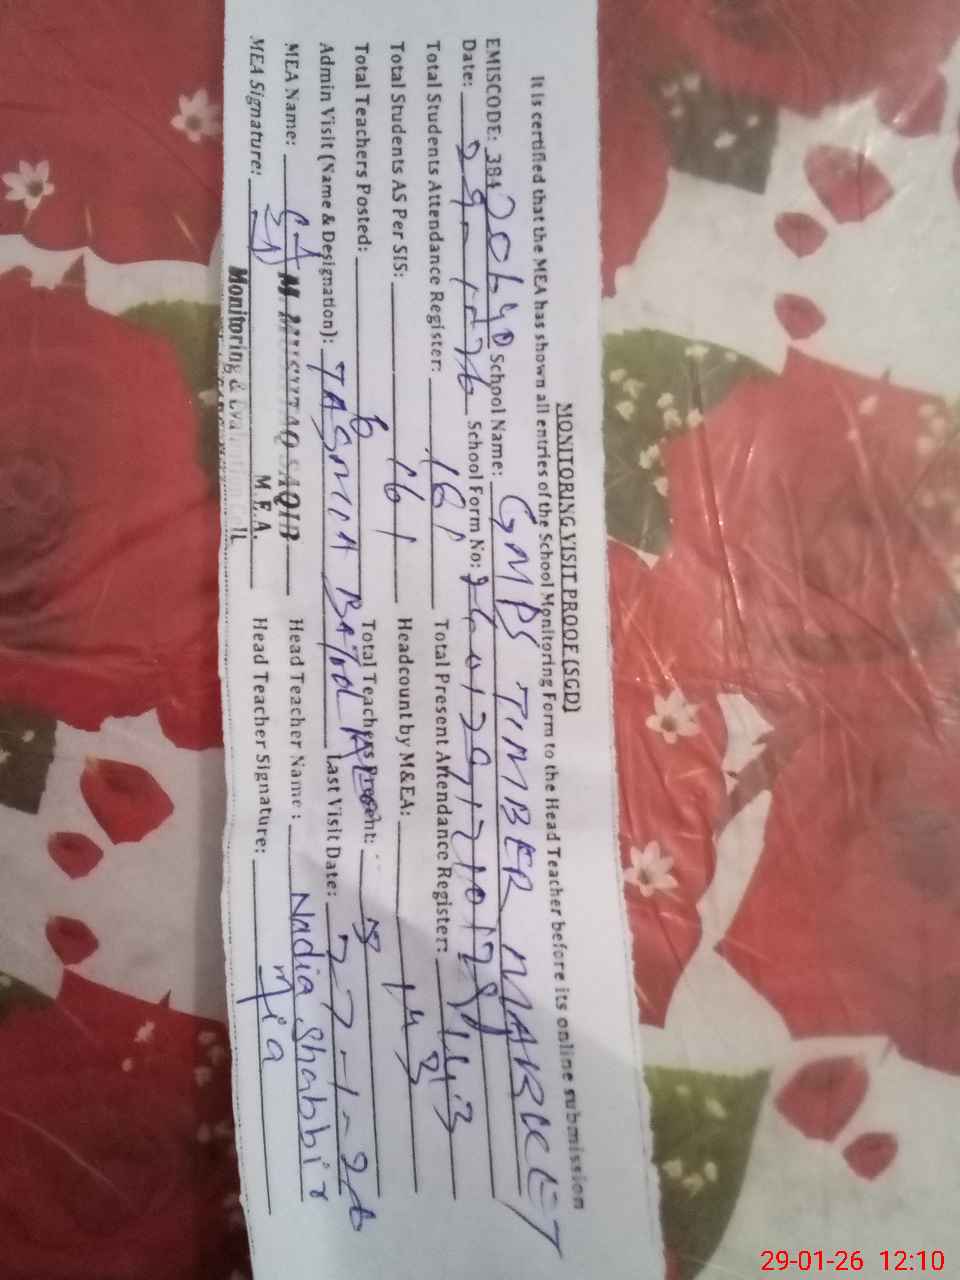 MONITORING VISIT PROOF (SGD)
It is certified that the MEA has shown all entries of the School Monitoring Form to the Head Teacher before its online submission
EMISCODE: 384 20640 School Name: GMPS TIMBER MARKET
Date: 29-1-26 School Form No:
Total Students Attendance Register: 161 Total Present Attendance Register: 143
Total Students AS Per SIS: 161 Headcount by M&EA: 143
Total Teachers Posted: 6 Total Teachers Present: 5
Admin Visit (Name & Designation): TASMIA BATOOL AEO Last Visit Date: 27-1-26
MEA Name: M. MUSHTAQ SAQIB Head Teacher Name: Nadia Shabbir
MEA Signature: M.E.A. Head Teacher Signature:
Monitoring &
29-01-26 12:10